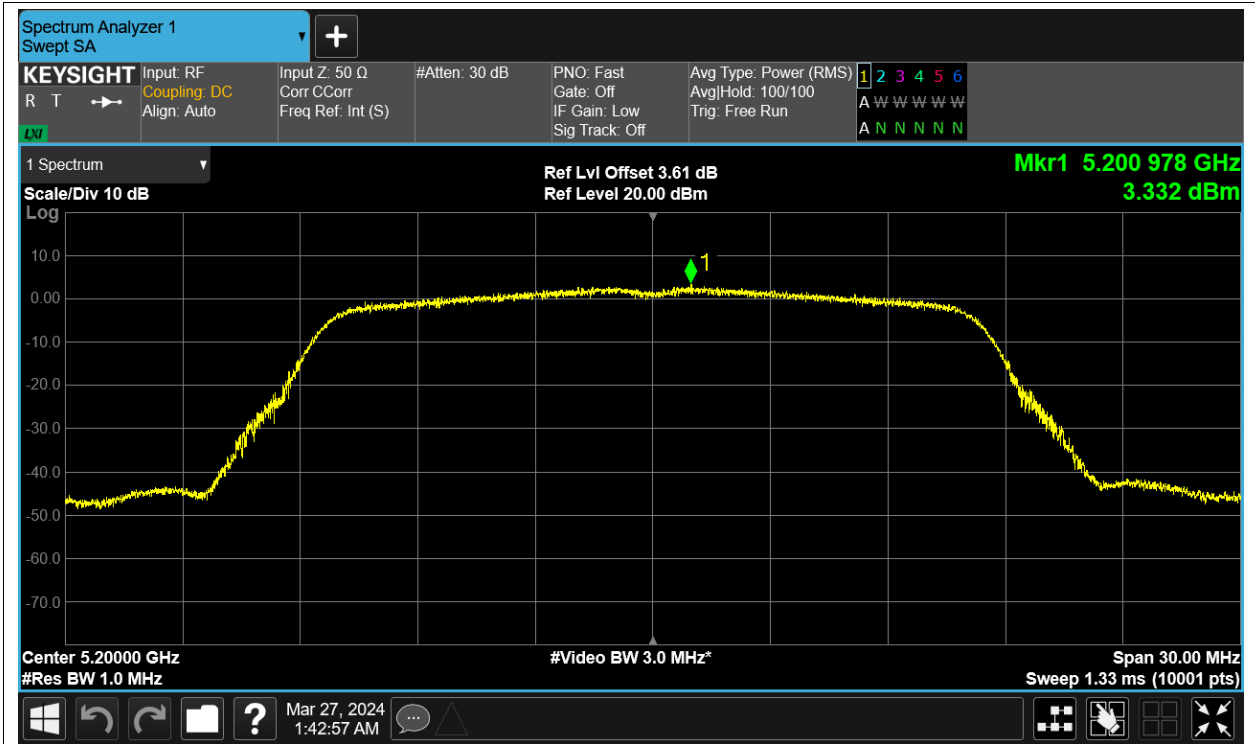 Spectrum Analyzer 1
Swept SA
KEYSIGHT
R T
LXI
Input: RF
Coupling: DC
Align: Auto
Input Z: 50 Ω
Corr CCorr
Freq Ref: Int (S)
#Atten: 30 dB
PNO: Fast
Gate: Off
IF Gain: Low
Sig Track: Off
Avg Type: Power (RMS)
Avg|Hold: 100/100
Trig: Free Run
1 2 3 4 5 6
A W W W W W
A N N N N N
1 Spectrum
Scale/Div 10 dB
Log
Ref Lvl Offset 3.61 dB
Ref Level 20.00 dBm
Mkr1 5.200 978 GHz
3.332 dBm
1
10.0
0.00
-10.0
-20.0
-30.0
-40.0
-50.0
-60.0
-70.0
Center 5.20000 GHz
#Res BW 1.0 MHz
#Video BW 3.0 MHz*
Span 30.00 MHz
Sweep 1.33 ms (10001 pts)
?
Mar 27, 2024
1:42:57 AM